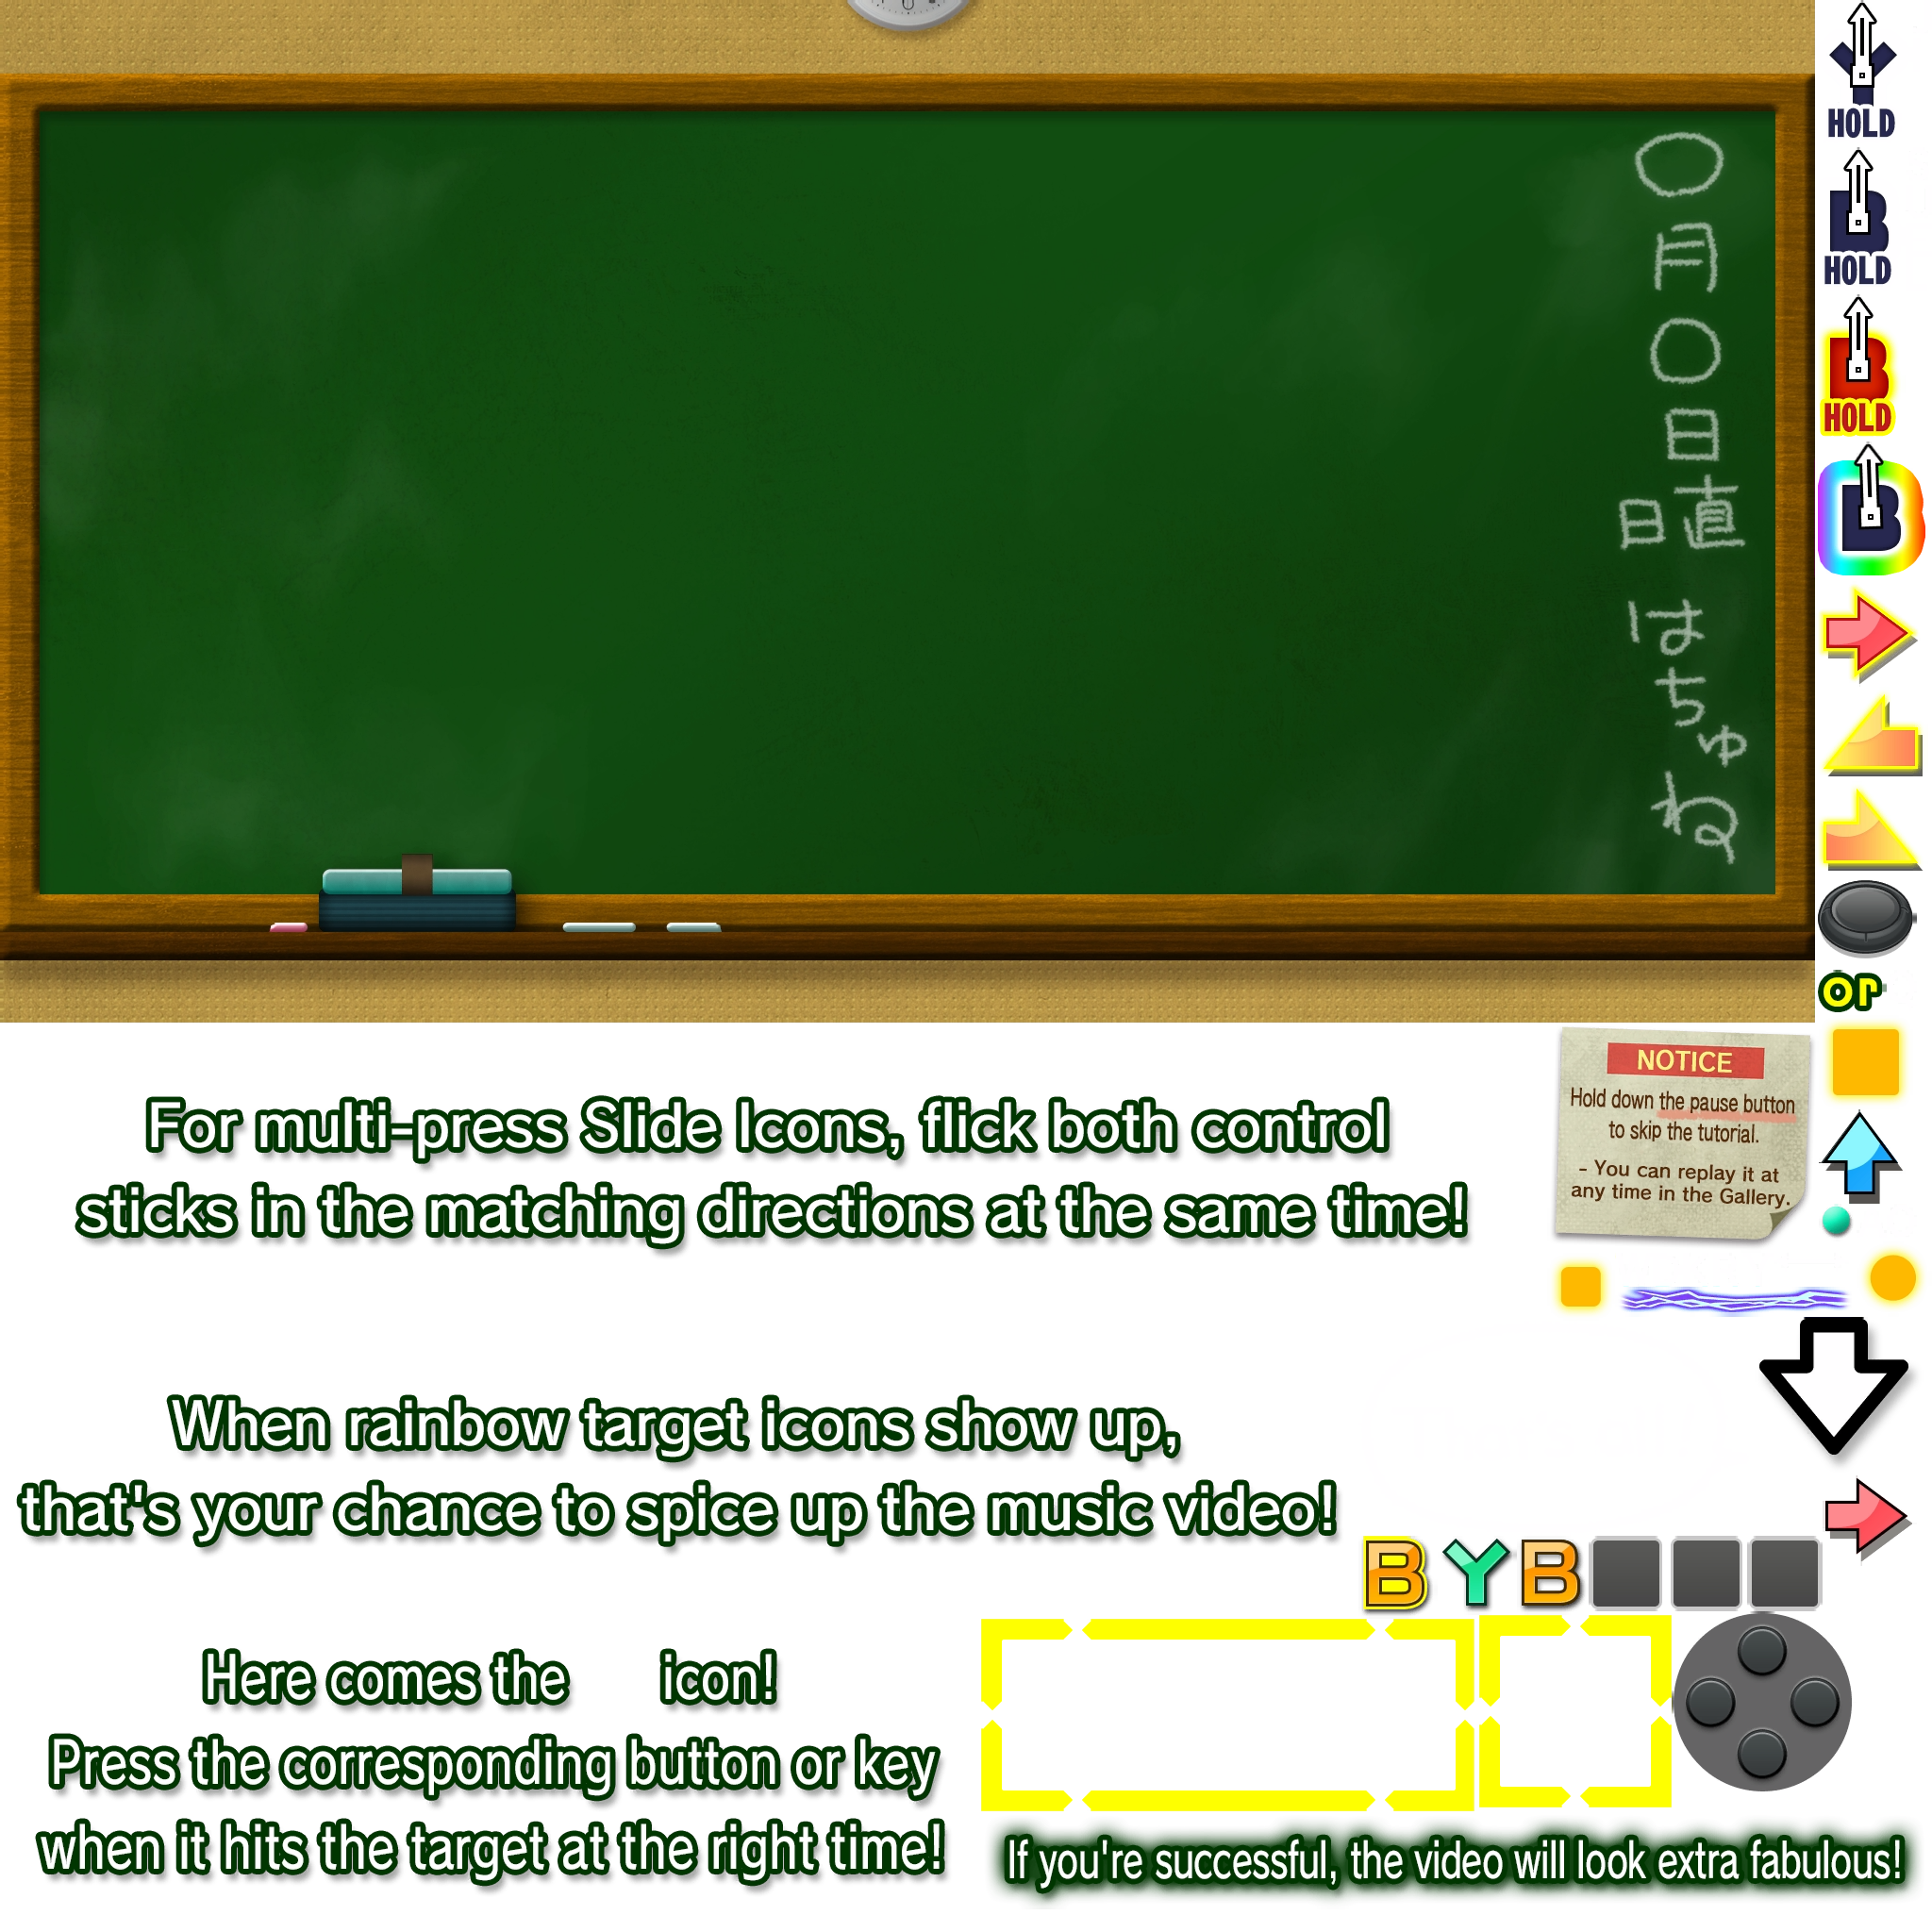 〇月〇日
日直
はちゅね
HOLD
B
HOLD
B
HOLD
B
or
NOTICE
Hold down the pause button
to skip the tutorial.
- You can replay it at
any time in the Gallery.
For multi-press Slide Icons, flick both control
sticks in the matching directions at the same time!
When rainbow target icons show up,
that's your chance to spice up the music video!
B Y B
Here comes the icon!
Press the corresponding button or key
when it hits the target at the right time!
If you're successful, the video will look extra fabulous!